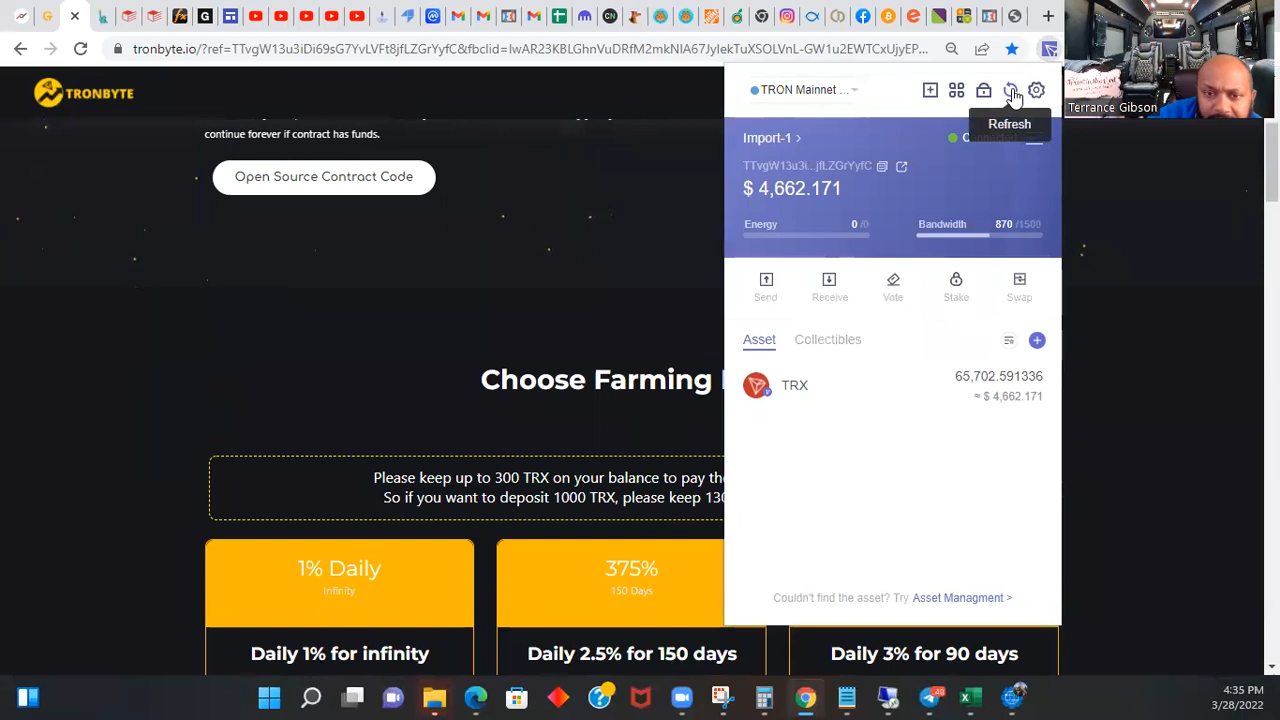 tronbyte.io/?ref=TTvgW13u3iDi69sG7YvLVFt8jfLZGrYyfC&fbclid=IwAR23KBLGhnVuDRfM2mkNIA67JylekTuXSOLVnL-GW1u2EWTCxUjyEP...
Terrance Gibson
TRONBYTE
continue forever if contract has funds.
Open Source Contract Code
TRON Mainnet ...
Refresh
Import-1 >
TTvgW13u3i...jfLZGrYyfC
$ 4,662.171
Energy 0 /0 Bandwidth 870 /1500
Send Receive Vote Stake Swap
Asset Collectibles
TRX 65,702.591336
≈ $ 4,662.171
Couldn't find the asset? Try Asset Managment >
Choose Farming
Please keep up to 300 TRX on your balance to pay the
So if you want to deposit 1000 TRX, please keep 130
1% Daily
Infinity
375%
150 Days
Daily 1% for infinity
Daily 2.5% for 150 days
Daily 3% for 90 days
40
4:35 PM
3/28/2022